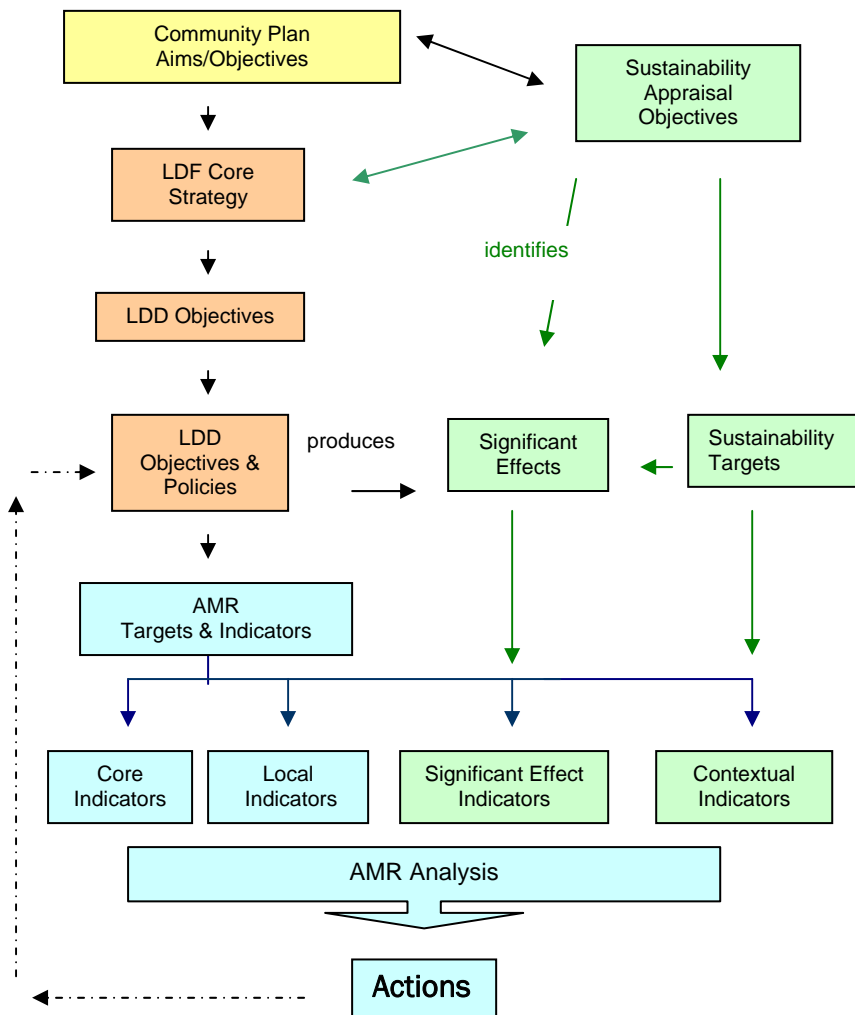 Community Plan
Aims/Objectives
Sustainability
Appraisal
Objectives
LDF Core
Strategy
identifies
LDD Objectives
LDD
Objectives &
Policies
produces
Significant
Effects
Sustainability
Targets
AMR
Targets & Indicators
Core
Indicators
Local
Indicators
Significant Effect
Indicators
Contextual
Indicators
AMR Analysis
Actions